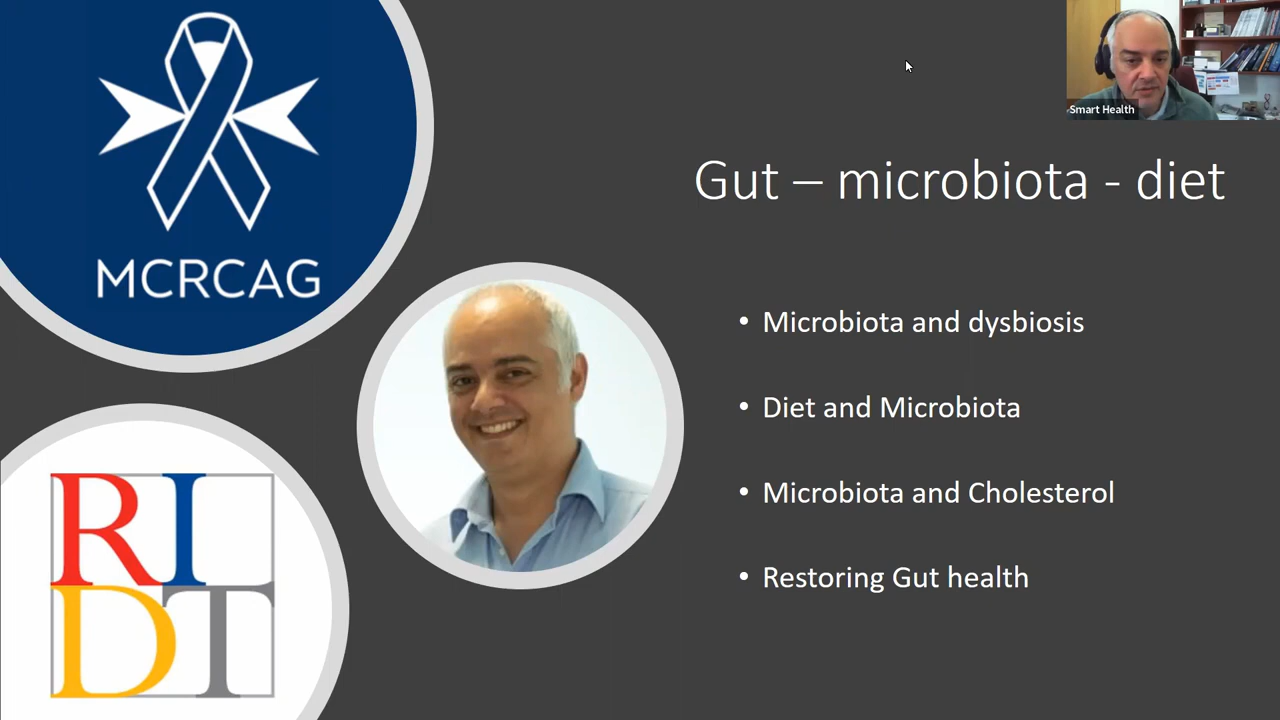 MCRCAG
Smart Health
Gut – microbiota - diet
• Microbiota and dysbiosis
• Diet and Microbiota
• Microbiota and Cholesterol
• Restoring Gut health
RI
DT